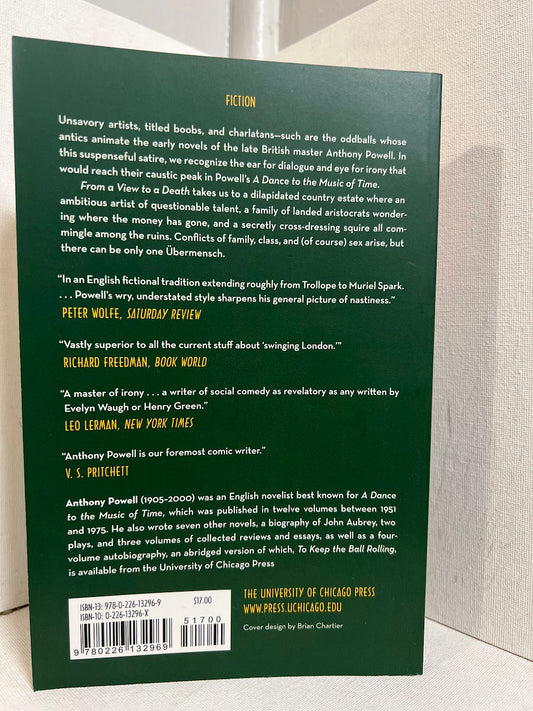 FICTION
Unsavory artists, titled boobs, and charlatans—such are the oddballs whose
antics animate the early novels of the late British master Anthony Powell. In
this suspenseful satire, we recognize the ear for dialogue and eye for irony that
would reach their caustic peak in Powell's A Dance to the Music of Time.
From a View to a Death takes us to a dilapidated country estate where an
ambitious artist of questionable talent, a family of landed aristocrats wonder-
ing where the money has gone, and a secretly cross-dressing squire all com-
mingle among the ruins. Conflicts of family, class, and (of course) sex arise, but
there can be only one Übermensch.
“In an English fictional tradition extending roughly from Trollope to Muriel Spark.
. . . Powell's wry, understated style sharpens his general picture of nastiness.”
PETER WOLFE, SATURDAY REVIEW
“Vastly superior to all the current stuff about ‘swinging London.’”
RICHARD FREEDMAN, BOOK WORLD
“A master of irony . . . a writer of social comedy as revelatory as any written by
Evelyn Waugh or Henry Green.”
LEO LERMAN, NEW YORK TIMES
“Anthony Powell is our foremost comic writer.”
V. S. PRITCHETT
Anthony Powell (1905–2000) was an English novelist best known for A Dance
to the Music of Time, which was published in twelve volumes between 1951
and 1975. He also wrote seven other novels, a biography of John Aubrey, two
plays, and three volumes of collected reviews and essays, as well as a four-
volume autobiography, an abridged version of which, To Keep the Ball Rolling,
is available from the University of Chicago Press
ISBN-13: 978-0-226-13296-9
ISBN-10: 0-226-13296-X
$17.00
51700
9 780226 132969
THE UNIVERSITY OF CHICAGO PRESS
WWW.PRESS.UCHICAGO.EDU
Cover design by Brian Chartier